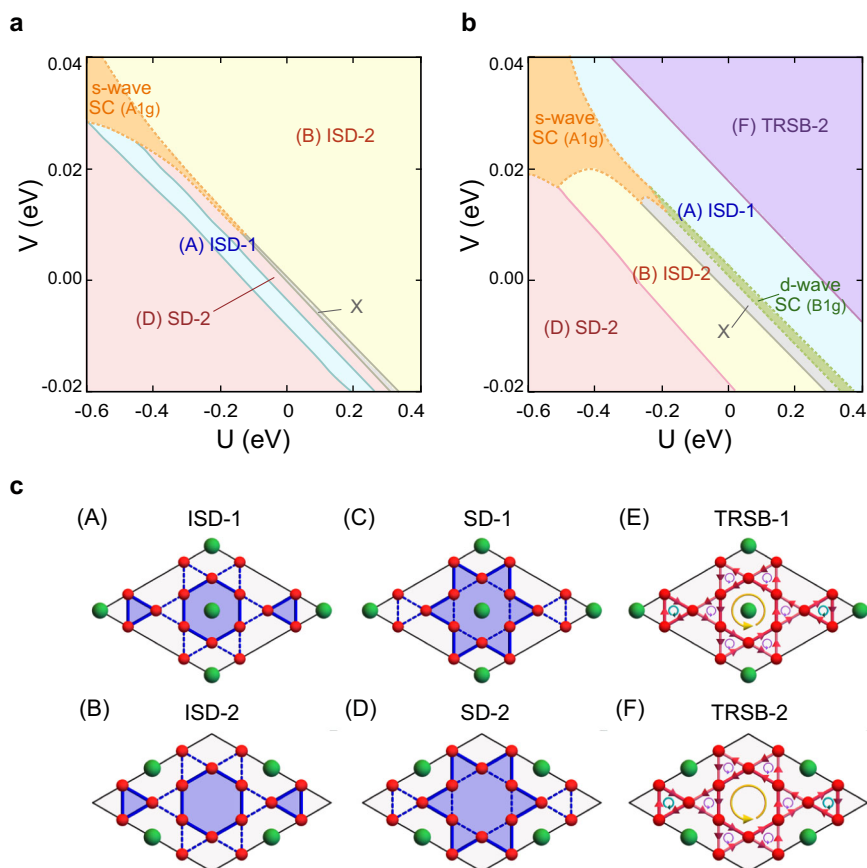 a
b
0.04
0.02
0.00
-0.02
V (eV)
s-wave
SC (A1g)
(B) ISD-2
(A) ISD-1
(D) SD-2
X
-0.6
-0.4
-0.2
0
0.2
0.4
U (eV)
0.04
0.02
0.00
-0.02
V (eV)
s-wave
SC (A1g)
(F) TRSB-2
(A) ISD-1
(B) ISD-2
d-wave
SC (B1g)
(D) SD-2
X
-0.6
-0.4
-0.2
0
0.2
0.4
U (eV)
c
(A) ISD-1
(C) SD-1
(E) TRSB-1
(B) ISD-2
(D) SD-2
(F) TRSB-2